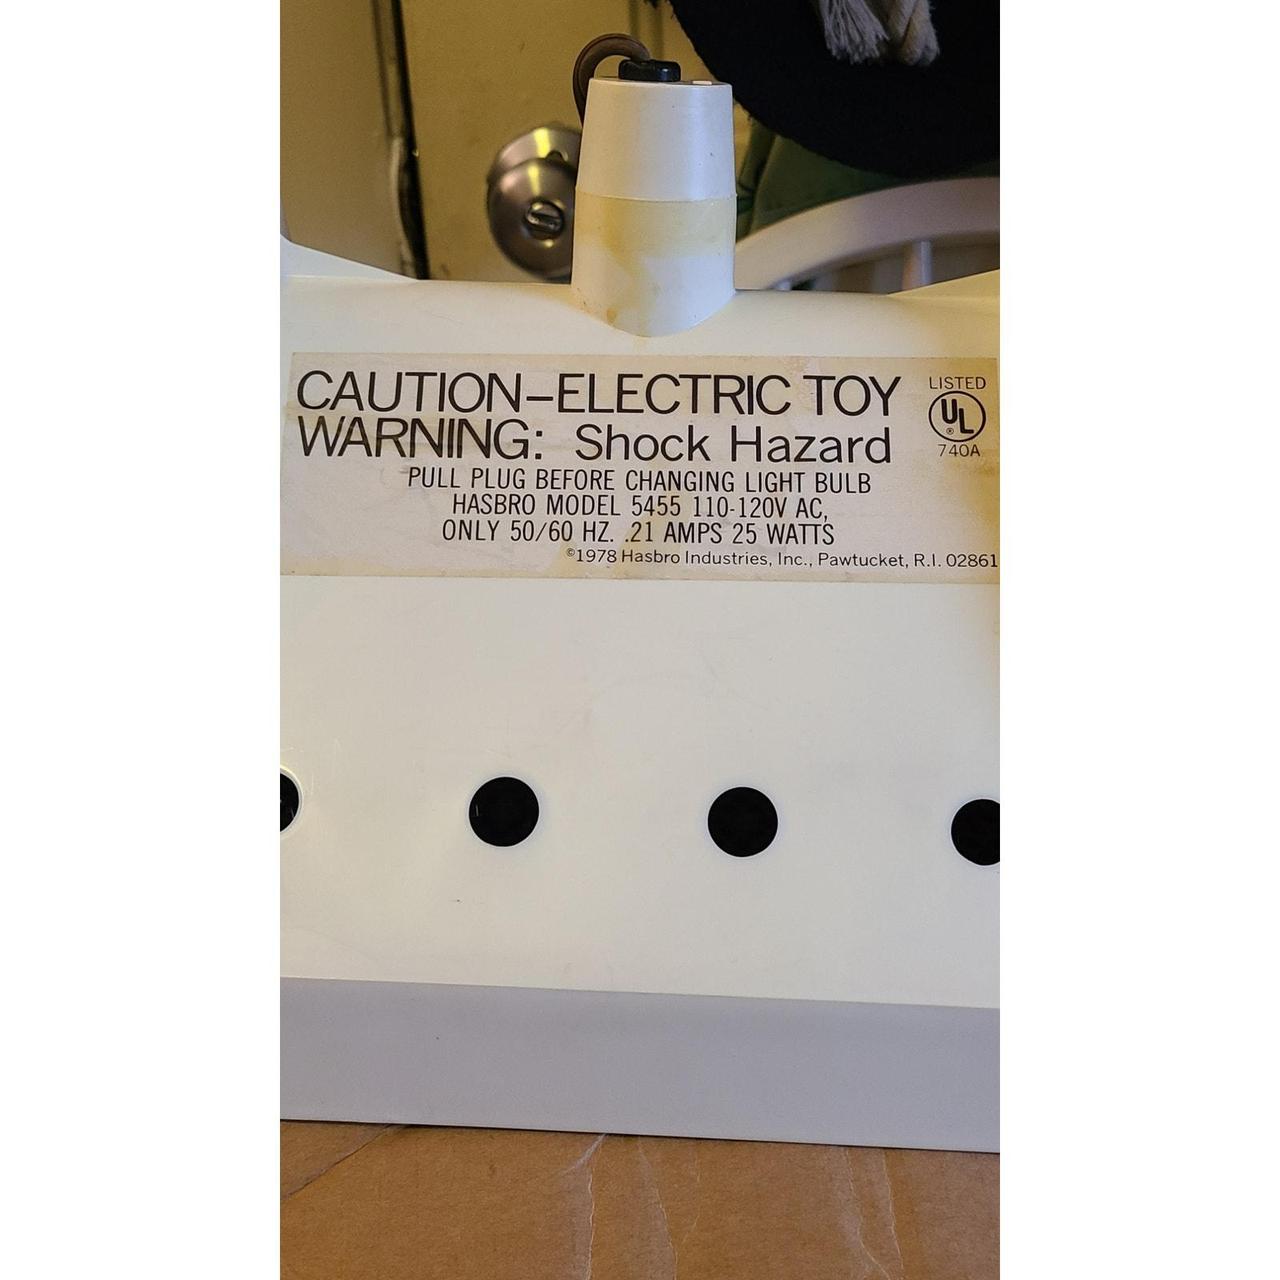 CAUTION–ELECTRIC TOY
WARNING: Shock Hazard
PULL PLUG BEFORE CHANGING LIGHT BULB
HASBRO MODEL 5455 110-120V AC,
ONLY 50/60 HZ. .21 AMPS 25 WATTS
©1978 Hasbro Industries, Inc., Pawtucket, R.I. 02861
LISTED
UL
®
740A